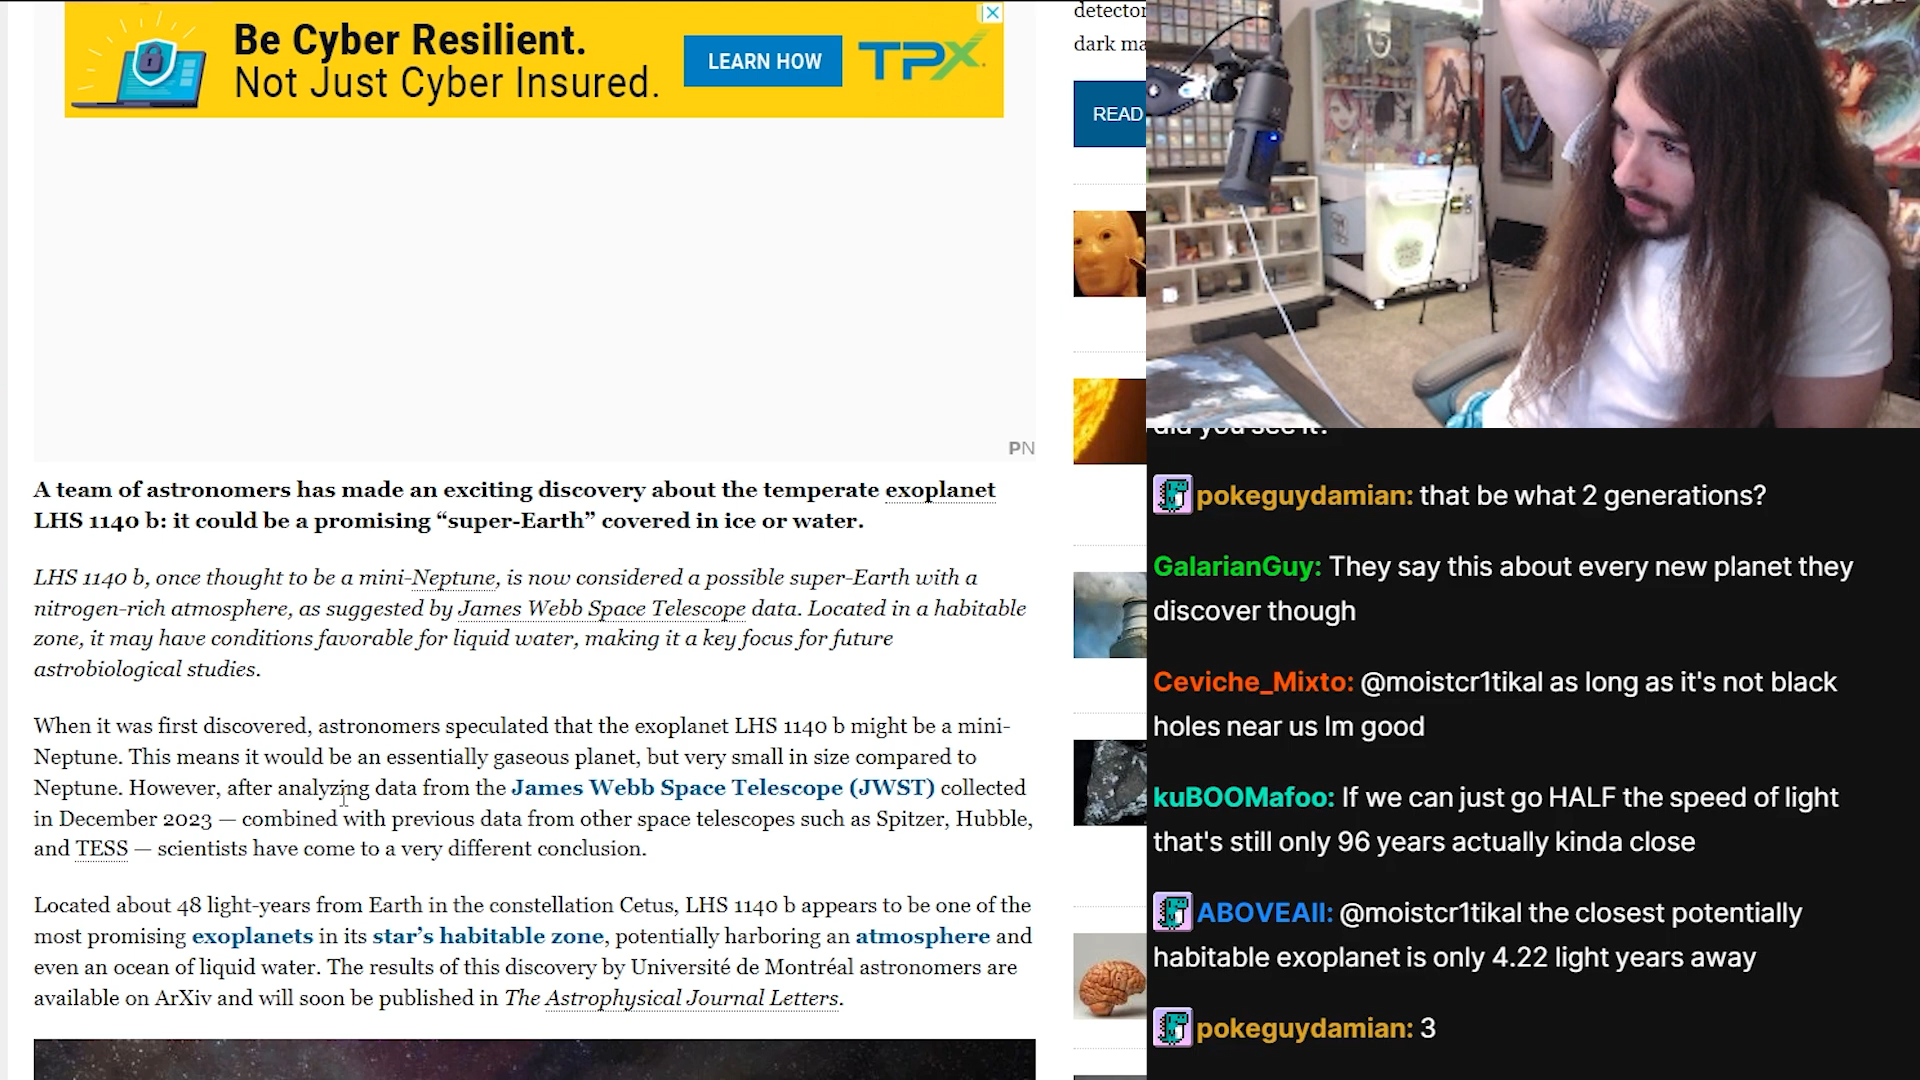 Be Cyber Resilient.
Not Just Cyber Insured.
LEARN HOW
TPX
PN
A team of astronomers has made an exciting discovery about the temperate exoplanet
LHS 1140 b: it could be a promising “super-Earth” covered in ice or water.
LHS 1140 b, once thought to be a mini-Neptune, is now considered a possible super-Earth with a
nitrogen-rich atmosphere, as suggested by James Webb Space Telescope data. Located in a habitable
zone, it may have conditions favorable for liquid water, making it a key focus for future
astrobiological studies.
When it was first discovered, astronomers speculated that the exoplanet LHS 1140 b might be a mini-
Neptune. This means it would be an essentially gaseous planet, but very small in size compared to
Neptune. However, after analyzing data from the James Webb Space Telescope (JWST) collected
in December 2023 — combined with previous data from other space telescopes such as Spitzer, Hubble,
and TESS — scientists have come to a very different conclusion.
Located about 48 light-years from Earth in the constellation Cetus, LHS 1140 b appears to be one of the
most promising exoplanets in its star’s habitable zone, potentially harboring an atmosphere and
even an ocean of liquid water. The results of this discovery by Université de Montréal astronomers are
available on ArXiv and will soon be published in The Astrophysical Journal Letters.
detector
dark ma
READ
did you see it?
pokeguydamian: that be what 2 generations?
GalarianGuy: They say this about every new planet they
discover though
Ceviche_Mixto: @moistcr1tikal as long as it's not black
holes near us Im good
kuBOOMafoo: If we can just go HALF the speed of light
that's still only 96 years actually kinda close
ABOVEAll: @moistcr1tikal the closest potentially
habitable exoplanet is only 4.22 light years away
pokeguydamian: 3